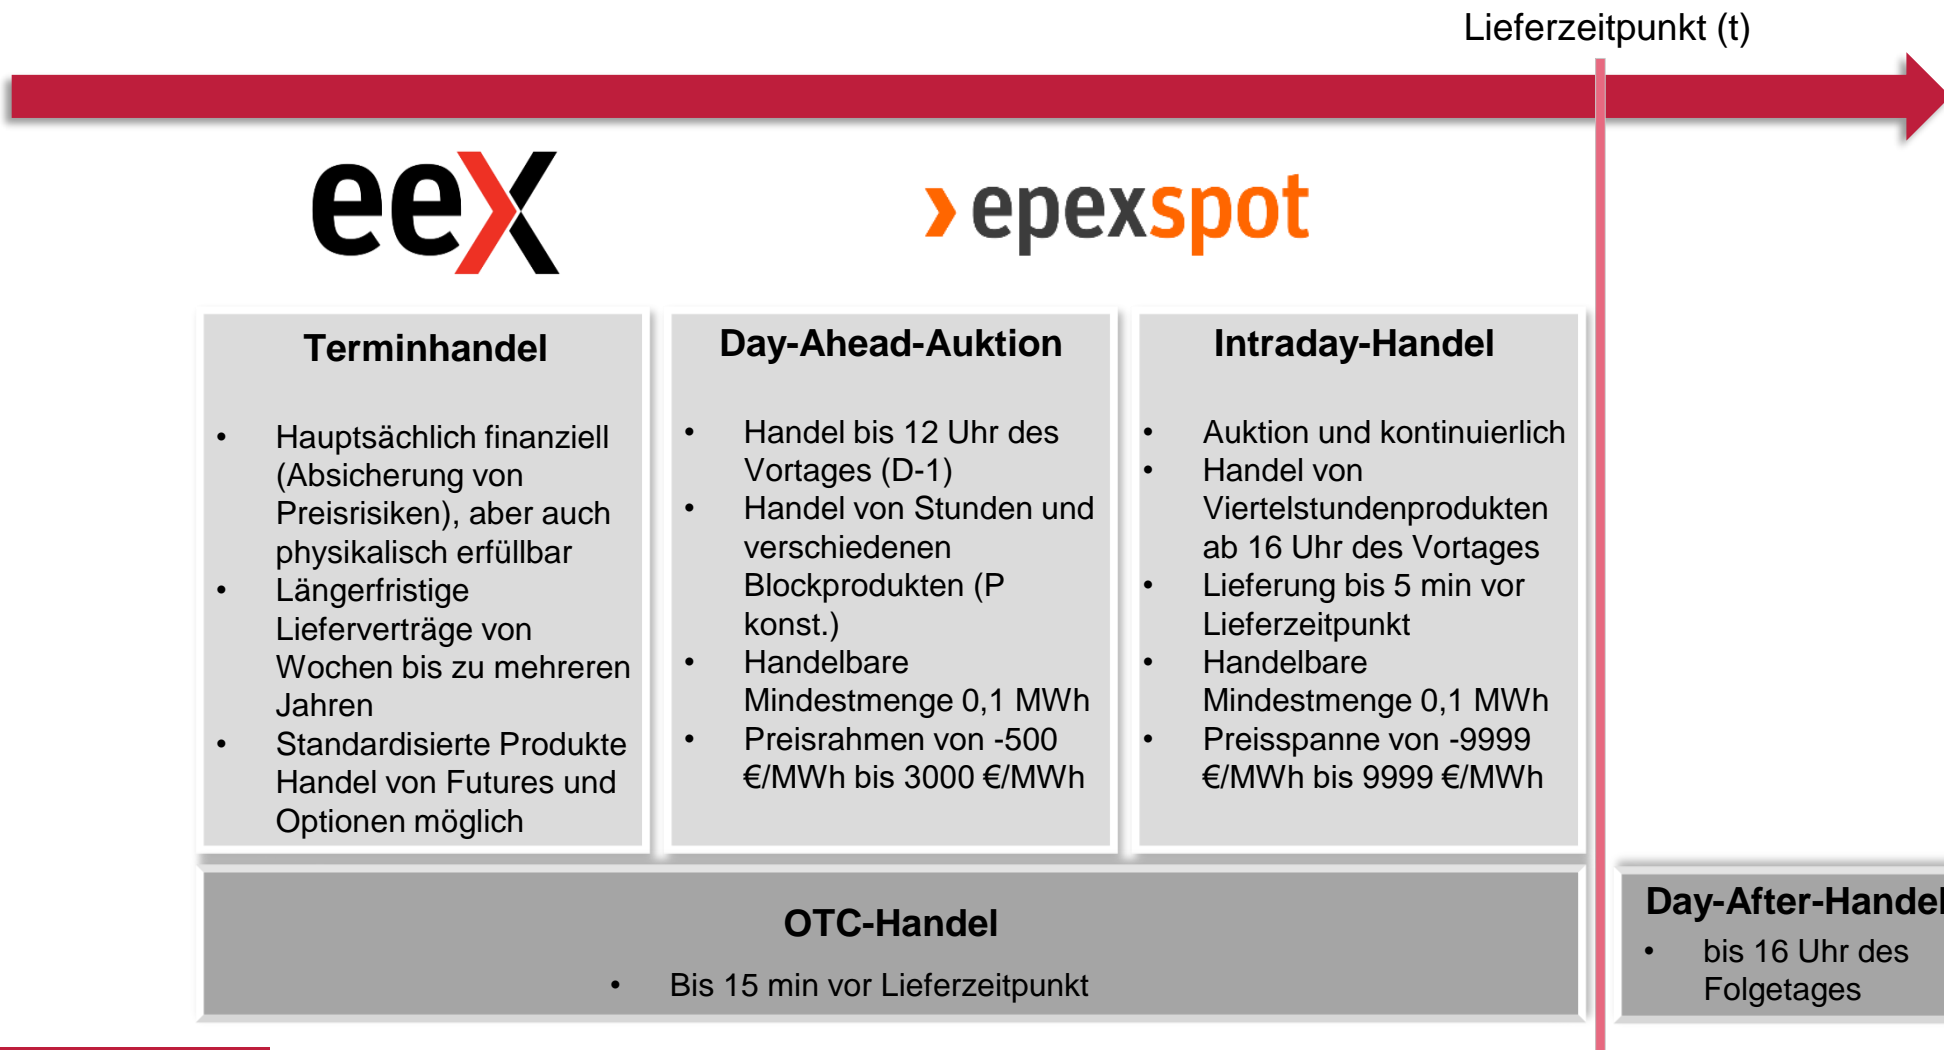 Lieferzeitpunkt (t)
eex
epexspot
Terminhandel
• Hauptsächlich finanziell
(Absicherung von
Preisrisiken), aber auch
physikalisch erfüllbar
• Längerfristige
Lieferverträge von
Wochen bis zu mehreren
Jahren
• Standardisierte Produkte
Handel von Futures und
Optionen möglich
Day-Ahead-Auktion
• Handel bis 12 Uhr des
Vortages (D-1)
• Handel von Stunden und
verschiedenen
Blockprodukten (P
konst.)
• Handelbare
Mindestmenge 0,1 MWh
• Preisrahmen von -500
€/MWh bis 3000 €/MWh
Intraday-Handel
• Auktion und kontinuierlich
• Handel von
Viertelstundenprodukten
ab 16 Uhr des Vortages
• Lieferung bis 5 min vor
Lieferzeitpunkt
• Handelbare
Mindestmenge 0,1 MWh
• Preisspanne von -9999
€/MWh bis 9999 €/MWh
OTC-Handel
• Bis 15 min vor Lieferzeitpunkt
Day-After-Handel
• bis 16 Uhr des
Folgetages